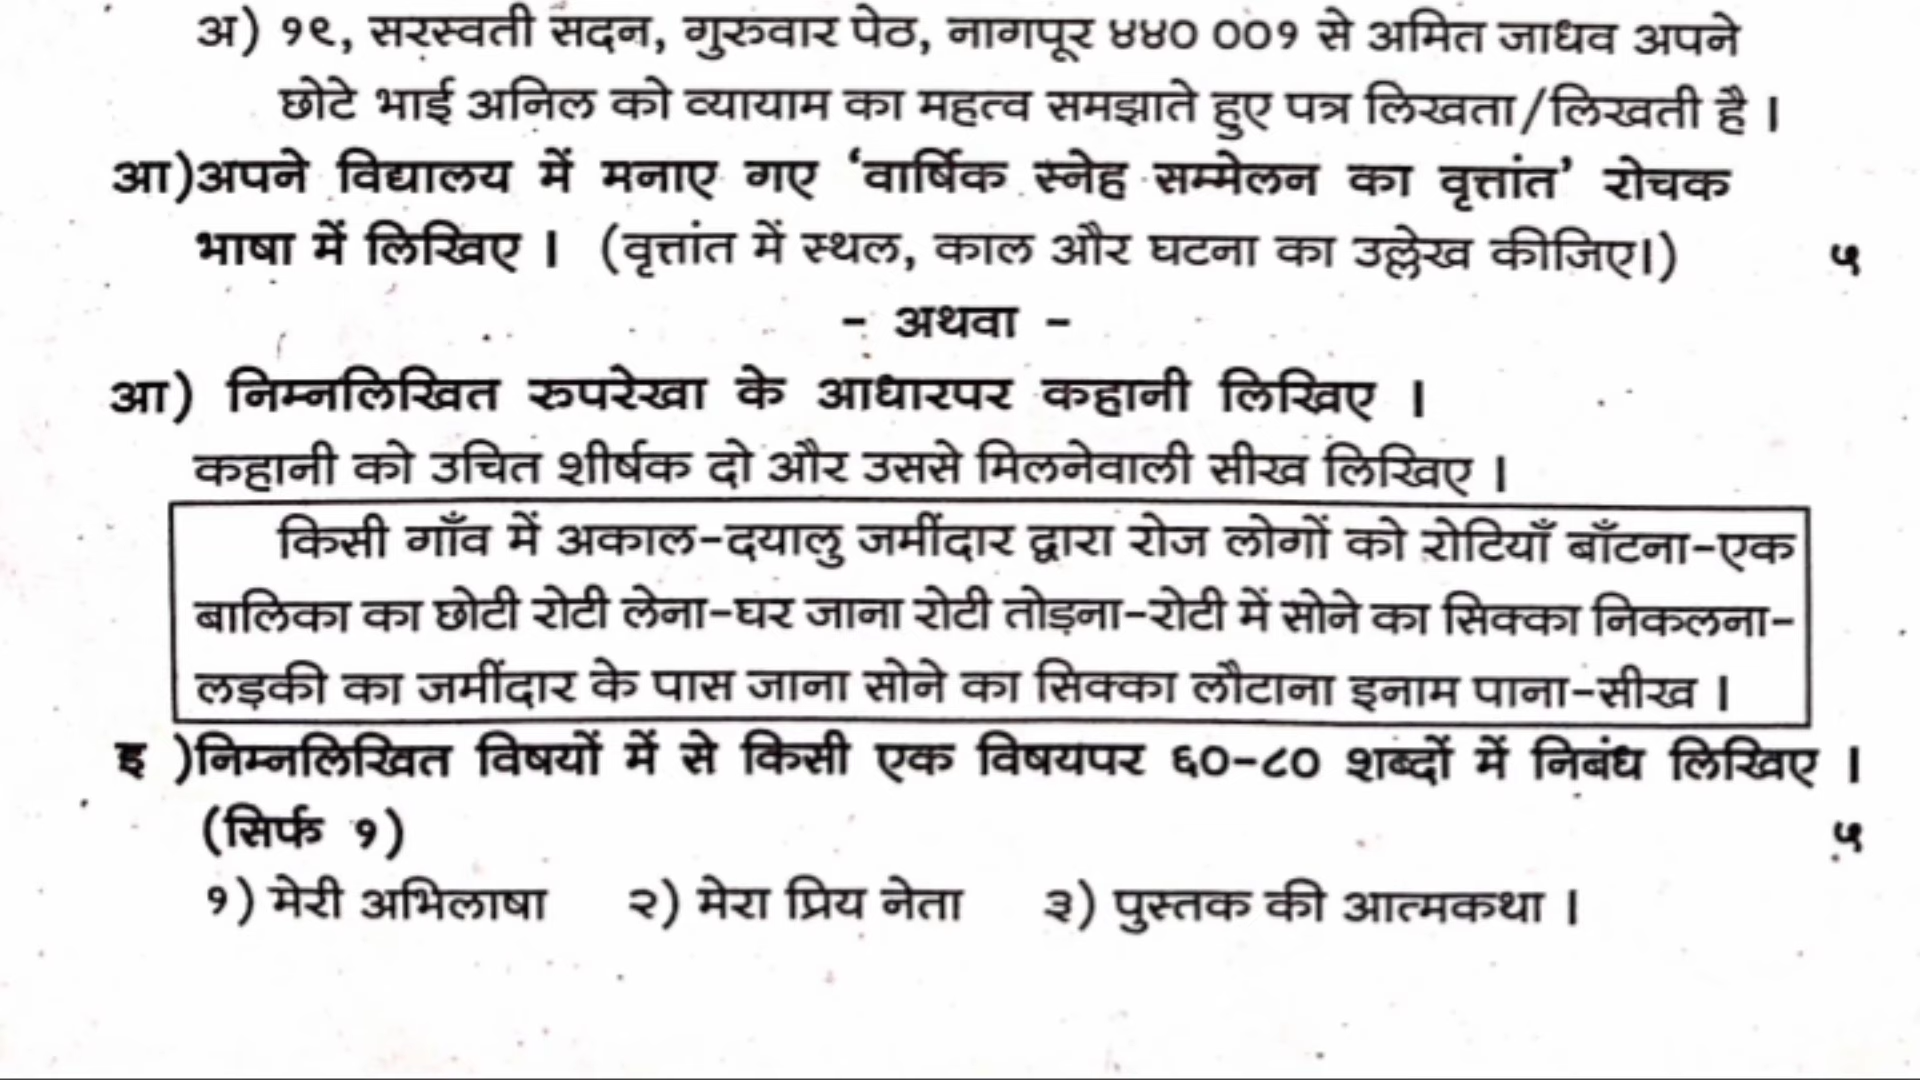 अ) १९, सरस्वती सदन, गुरुवार पेठ, नागपूर ४४० ००१ से अमित जाधव अपने
छोटे भाई अनिल को व्यायाम का महत्व समझाते हुए पत्र लिखता/लिखती है ।
आ)अपने विद्यालय में मनाए गए ‘वार्षिक स्नेह सम्मेलन का वृत्तांत’ रोचक
भाषा में लिखिए । (वृत्तांत में स्थल, काल और घटना का उल्लेख कीजिए।) ५
- अथवा -
आ) निम्नलिखित रुपरेखा के आधारपर कहानी लिखिए ।
कहानी को उचित शीर्षक दो और उससे मिलनेवाली सीख लिखिए ।
किसी गाँव में अकाल-दयालु जमींदार द्वारा रोज लोगों को रोटियाँ बाँटना-एक
बालिका का छोटी रोटी लेना-घर जाना रोटी तोड़ना-रोटी में सोने का सिक्का निकलना-
लड़की का जमींदार के पास जाना सोने का सिक्का लौटाना इनाम पाना-सीख ।
इ )निम्नलिखित विषयों में से किसी एक विषयपर ६०-८० शब्दों में निबंध लिखिए ।
(सिर्फ १) ५
१) मेरी अभिलाषा २) मेरा प्रिय नेता ३) पुस्तक की आत्मकथा ।